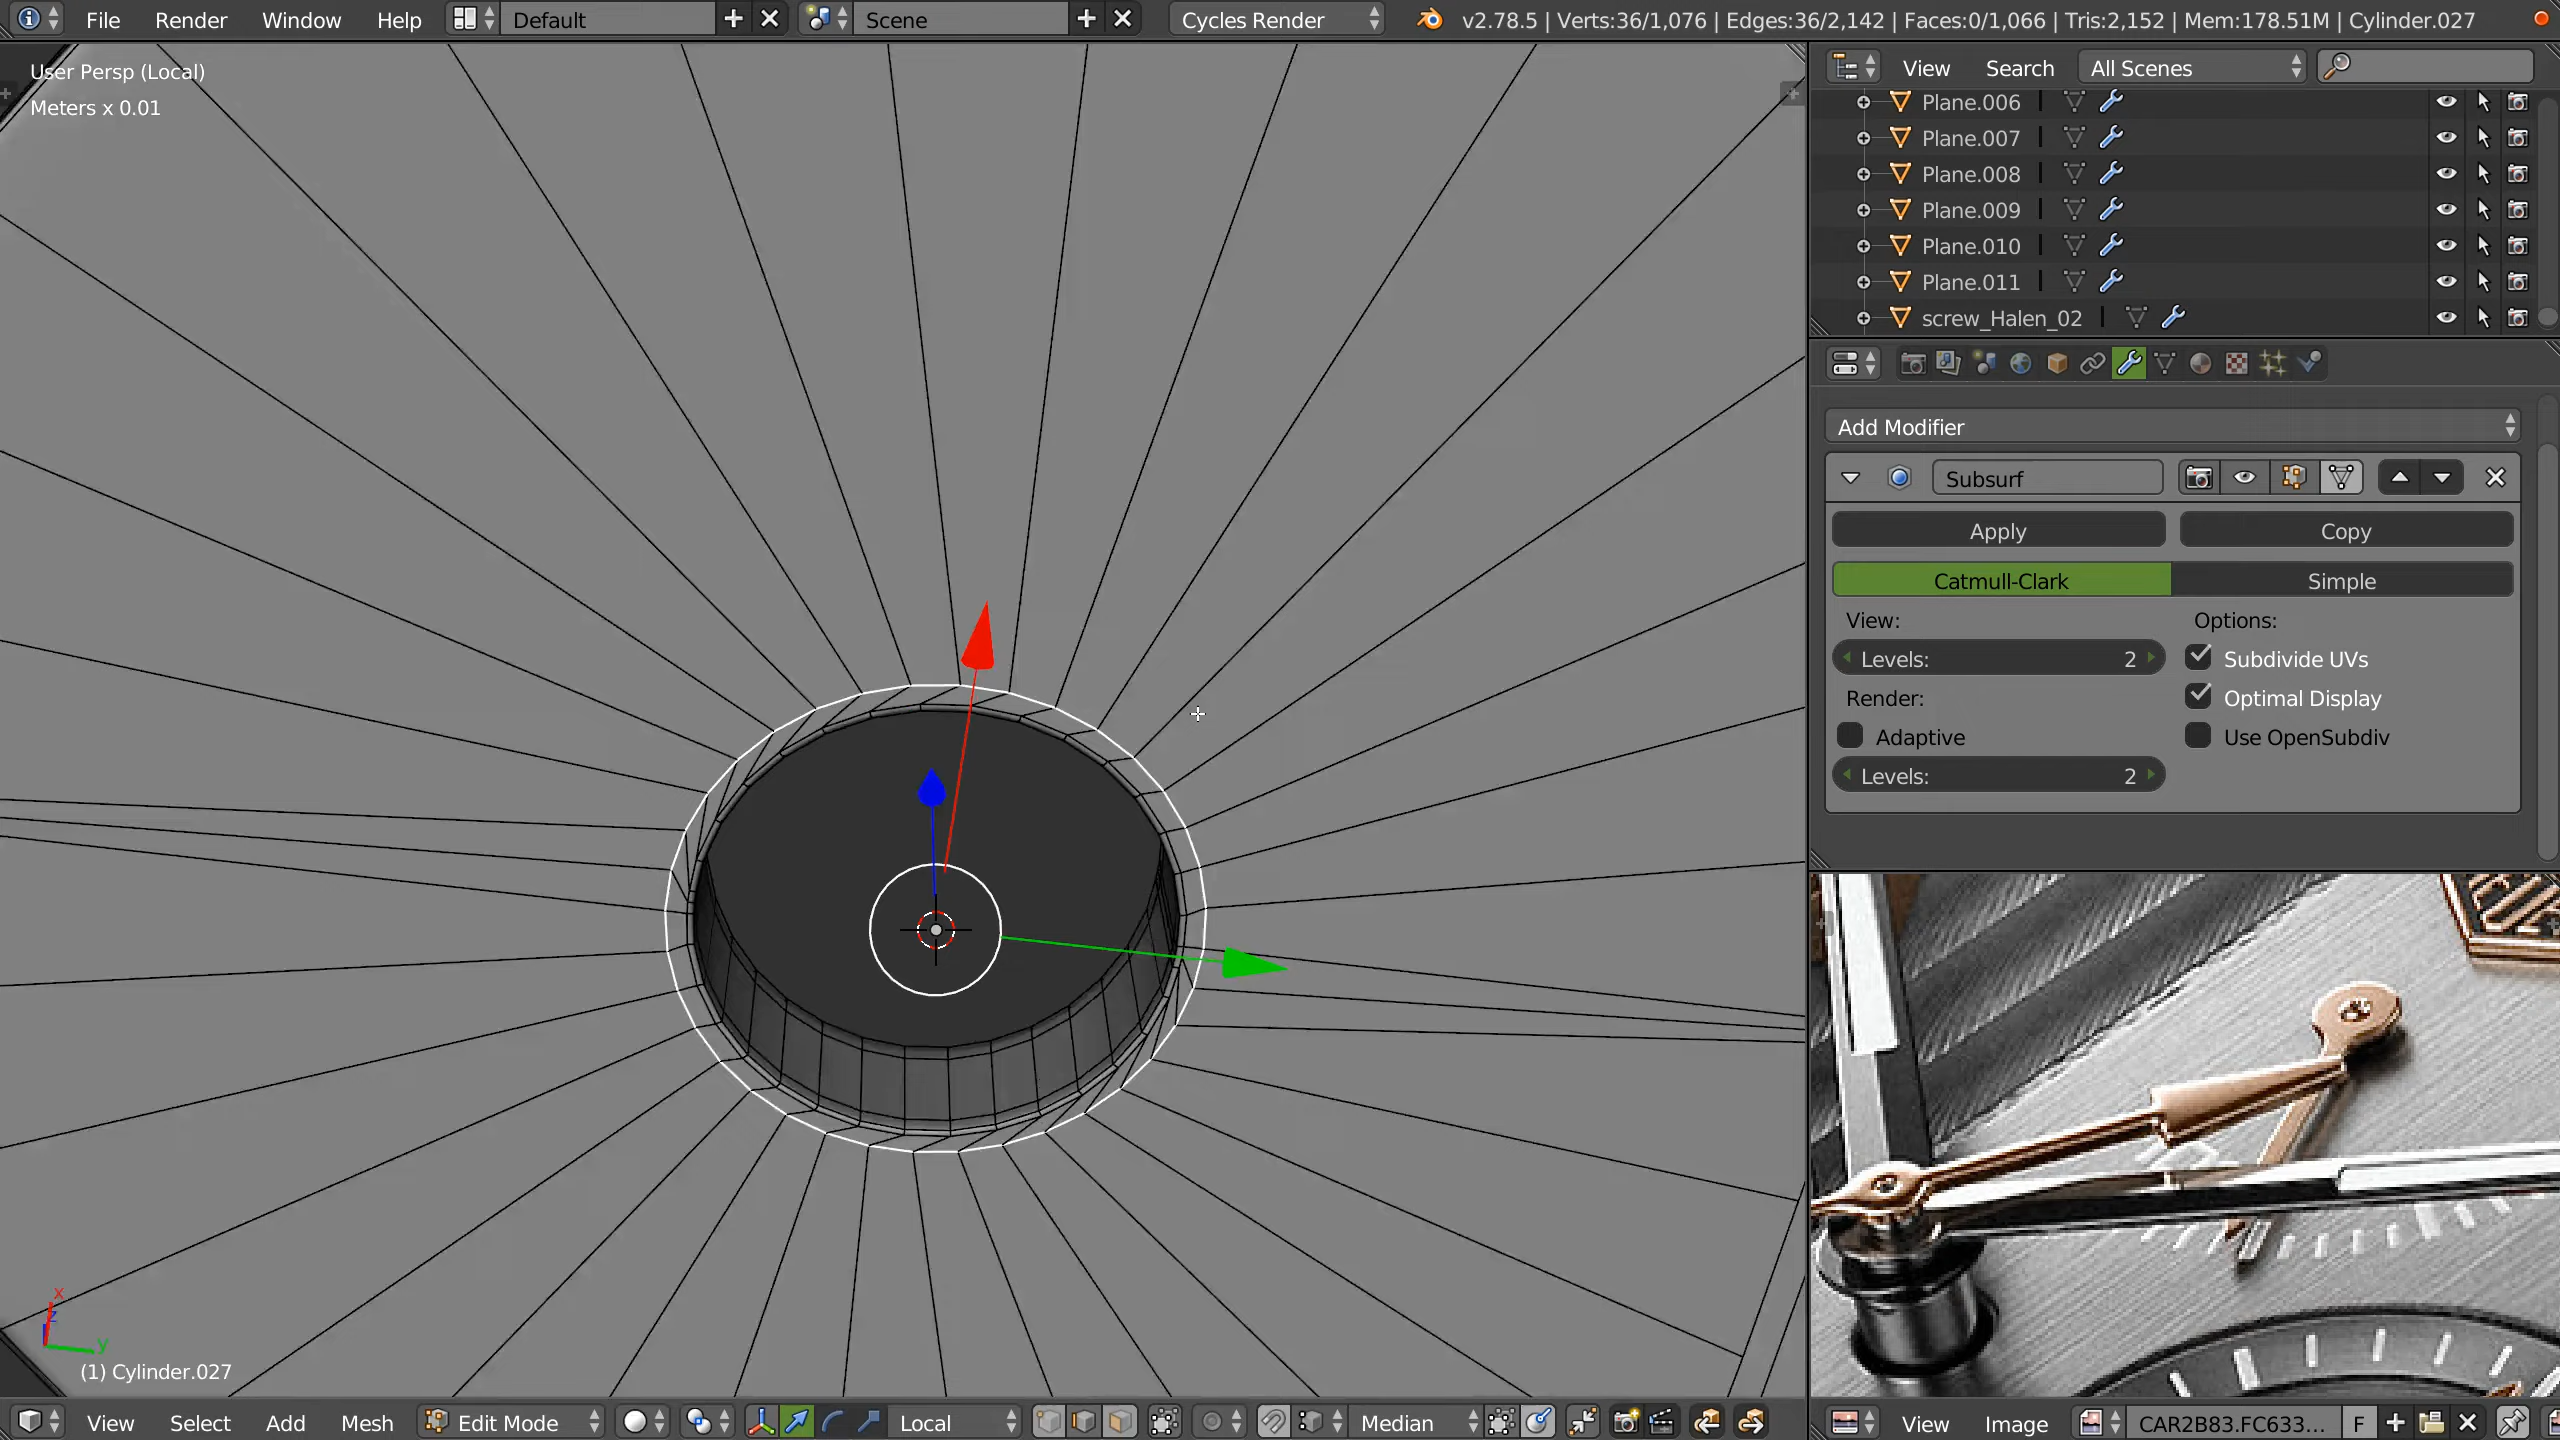 File Render Window Help Default Scene Cycles Render v2.78.5 | Verts:36/1,076 | Edges:36/2,142 | Faces:0/1,066 | Tris:2,152 | Mem:178.51M | Cylinder.027
User Persp (Local)
Meters x 0.01
View Search All Scenes
Plane.006
Plane.007
Plane.008
Plane.009
Plane.010
Plane.011
screw_Halen_02
Add Modifier
Subsurf
Apply Copy
Catmull-Clark Simple
View: Options:
Levels: 2 Subdivide UVs
Render: Optimal Display
Adaptive Use OpenSubdiv
Levels: 2
x
z
y
(1) Cylinder.027
View Select Add Mesh Edit Mode Local Median
View Image CAR2B83.FC633... F